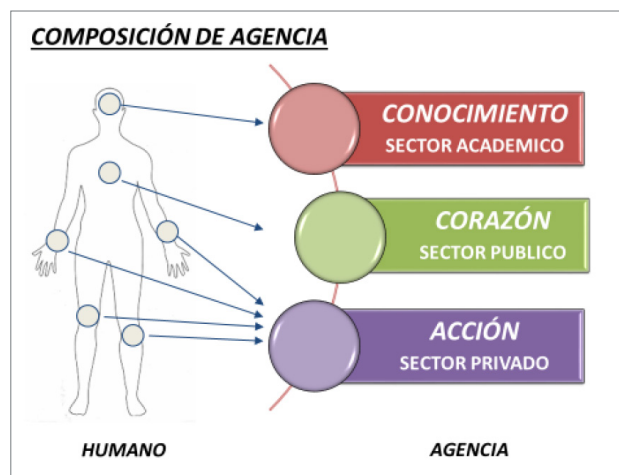 COMPOSICIÓN DE AGENCIA
CONOCIMIENTO
SECTOR ACADEMICO
CORAZÓN
SECTOR PUBLICO
ACCIÓN
SECTOR PRIVADO
HUMANO
AGENCIA